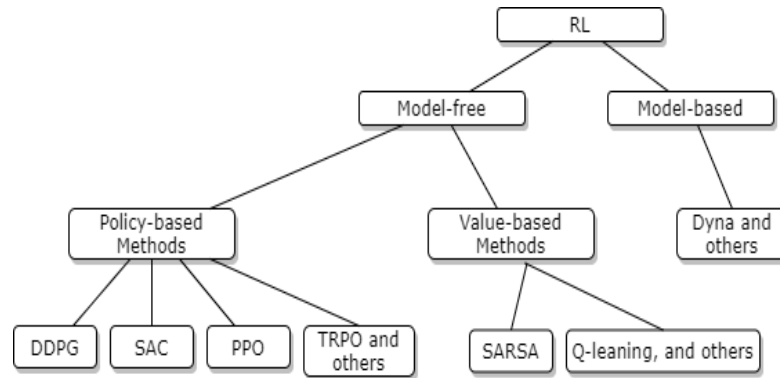 RL
Model-free
Model-based
Policy-based
Methods
Value-based
Methods
Dyna and
others
DDPG
SAC
PPO
TRPO and
others
SARSA
Q-leaning, and others